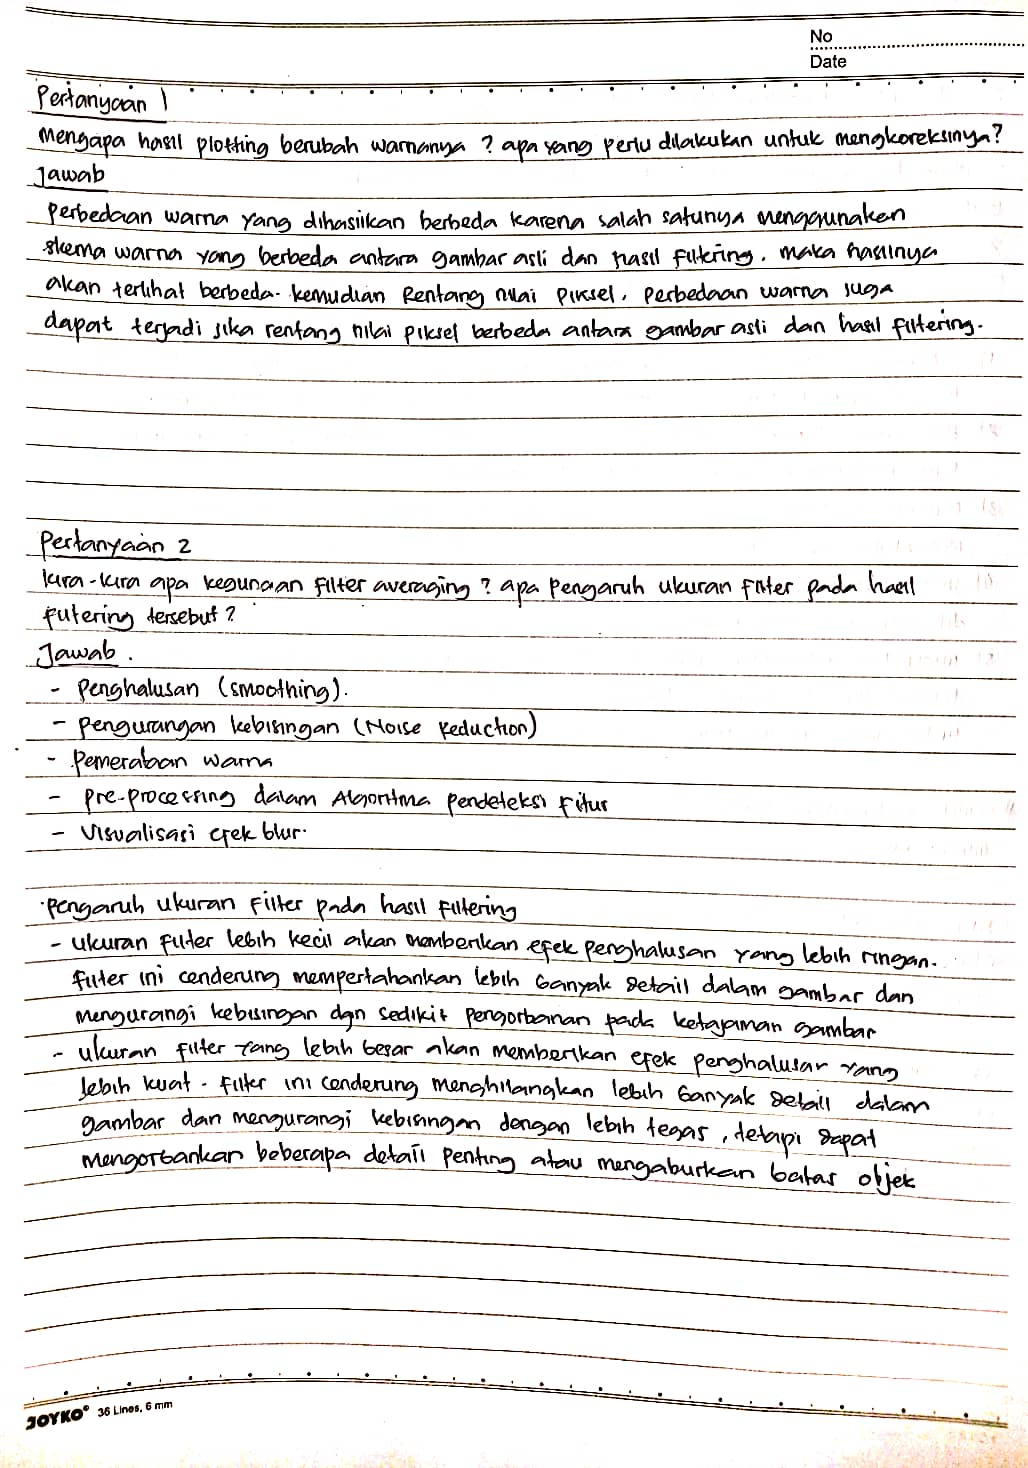 No
Date
Pertanyaan 1
Mengapa hasil plotting berubah warnanya ? apa yang perlu dilakukan untuk mengkoreksinya?
Jawab
Perbedaan warna yang dihasilkan berbeda karena salah satunya menggunakan
skema warna yang berbeda antara gambar asli dan hasil filtering. maka hasilnya
akan terlihat berbeda. kemudian Rentang nilai piksel. perbedaan warna juga
dapat terjadi jika rentang nilai piksel berbeda antara gambar asli dan hasil filtering.
Pertanyaan 2
kira-kira apa kegunaan filter averaging ? apa pengaruh ukuran filter pada hasil
filtering tersebut ?
Jawab.
- Penghalusan (smoothing).
- pengurangan kebisingan (Noise Reduction)
- Pemerataan warna
- pre-processing dalam Algoritma pendeteksi fitur
- Visualisasi efek blur.
pengaruh ukuran Filter pada hasil filtering
- ukuran filter lebih kecil akan memberikan efek penghalusan yang lebih ringan.
filter ini cenderung mempertahankan lebih banyak detail dalam gambar dan
mengurangi kebisingan dgn sedikit pengorbanan pada ketajaman gambar
- ukuran filter yang lebih besar akan memberikan efek penghalusan yang
lebih kuat. filter ini cenderung menghilangkan lebih banyak detail dalam
gambar dan mengurangi kebisingan dengan lebih tegas, tetapi dapat
mengorbankan beberapa detail penting atau mengaburkan batas objek
JOYKO® 36 Lines, 6 mm